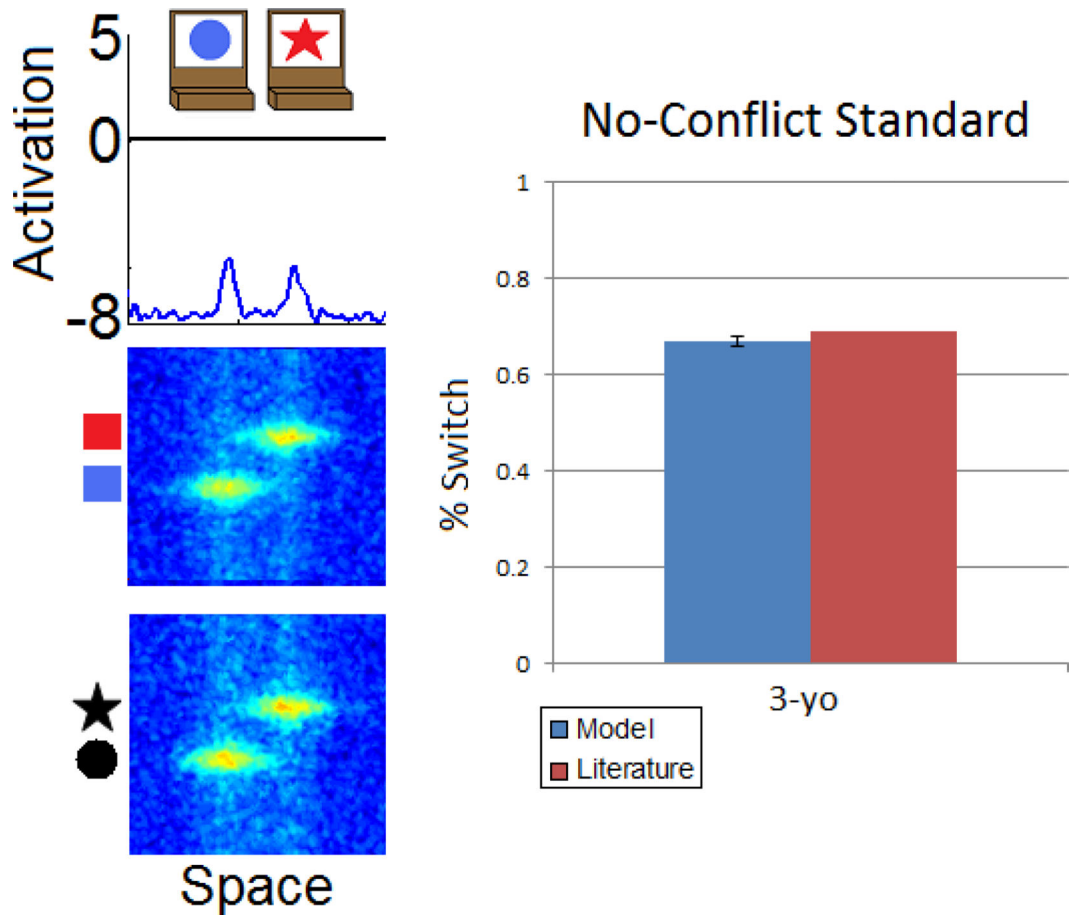 5
0
-8
Activation
Space
No-Conflict Standard
1
0.8
0.6
0.4
0.2
0
% Switch
3-yo
Model
Literature